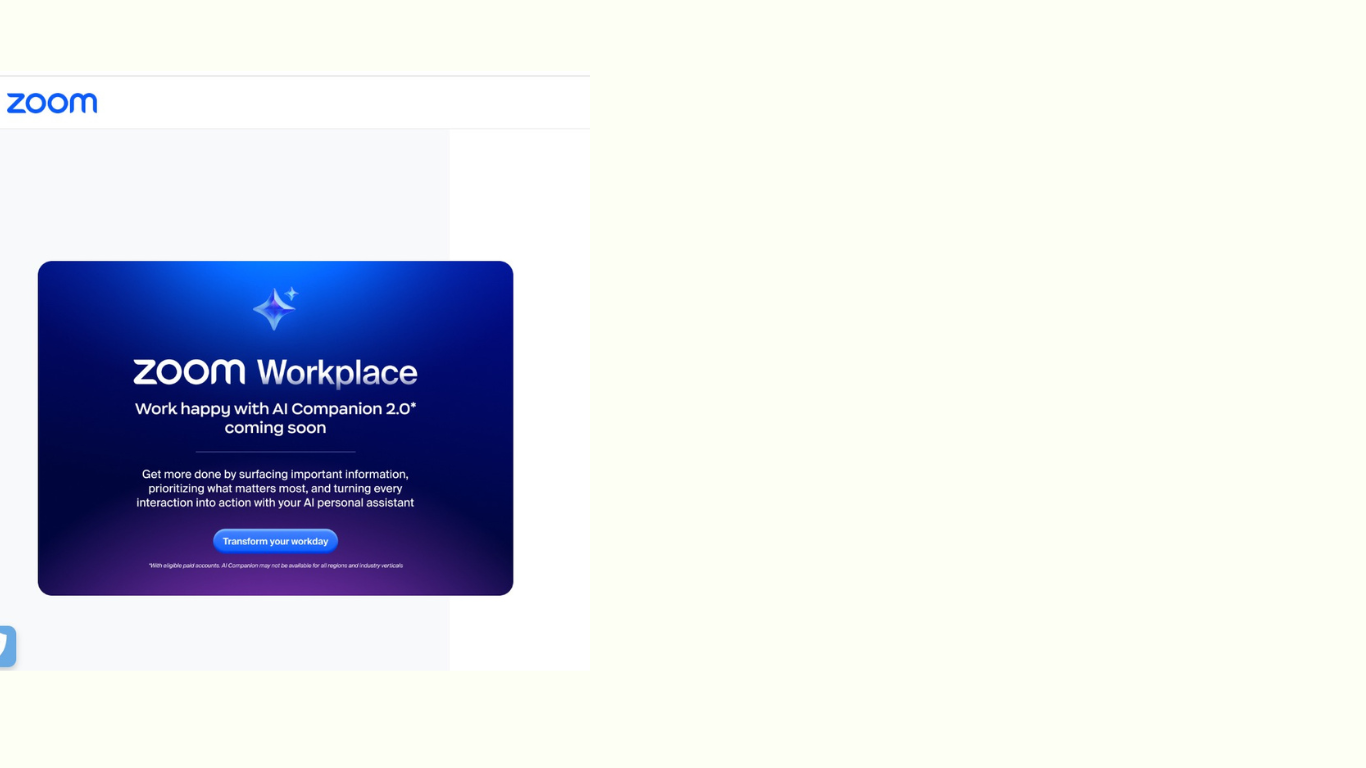 zoom
zoom Workplace
Work happy with AI Companion 2.0*
coming soon
Get more done by surfacing important information,
prioritizing what matters most, and turning every
interaction into action with your AI personal assistant
Transform your workday
*With eligible paid accounts. AI Companion may not be available for all regions and industry verticals